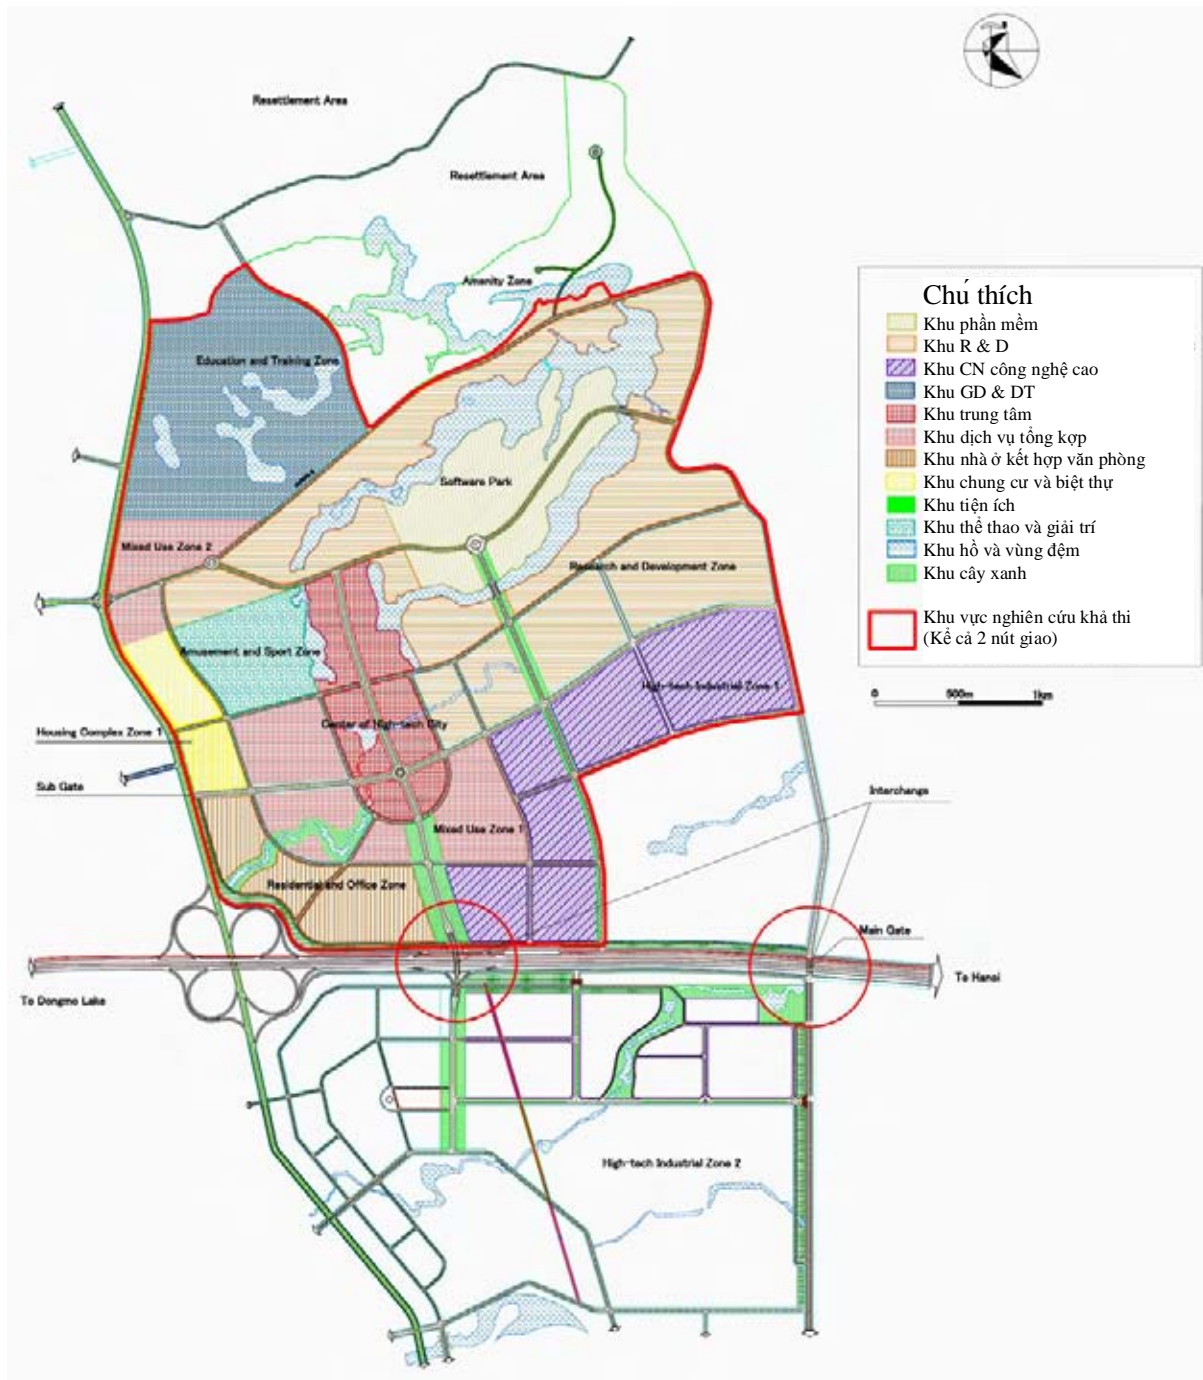 Resettlement Area
Resettlement Area
Amenity Zone
Education and Training Zone
Software Park
Mixed Use Zone 2
Research and Development Zone
Amusement and Sport Zone
High-tech Industrial Zone 1
Center of High-tech City
Housing Complex Zone 1
Sub Gate
Interchange
Mixed Use Zone 1
Residential and Office Zone
Main Gate
To Dongmo Lake
To Hanoi
High-tech Industrial Zone 2
Chú thích
Khu phần mềm
Khu R & D
Khu CN công nghệ cao
Khu GD & DT
Khu trung tâm
Khu dịch vụ tổng kợp
Khu nhà ở kết hợp văn phòng
Khu chung cư và biệt thự
Khu tiện ích
Khu thể thao và giải trí
Khu hồ và vùng đệm
Khu cây xanh
Khu vực nghiên cứu khả thi
(Kể cả 2 nút giao)
0 500m 1km